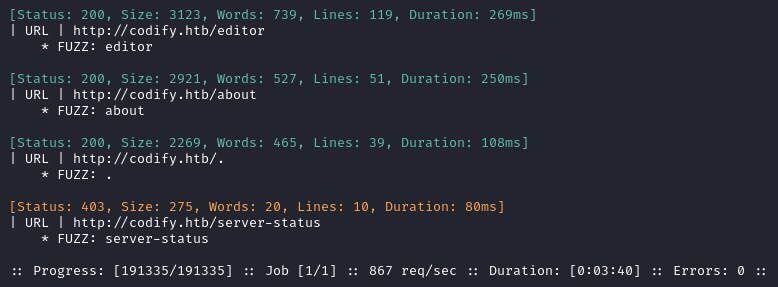 [Status: 200, Size: 3123, Words: 739, Lines: 119, Duration: 269ms]
| URL | http://codify.htb/editor
    * FUZZ: editor

[Status: 200, Size: 2921, Words: 527, Lines: 51, Duration: 250ms]
| URL | http://codify.htb/about
    * FUZZ: about

[Status: 200, Size: 2269, Words: 465, Lines: 39, Duration: 108ms]
| URL | http://codify.htb/.
    * FUZZ: .

[Status: 403, Size: 275, Words: 20, Lines: 10, Duration: 80ms]
| URL | http://codify.htb/server-status
    * FUZZ: server-status

:: Progress: [191335/191335] :: Job [1/1] :: 867 req/sec :: Duration: [0:03:40] :: Errors: 0 ::